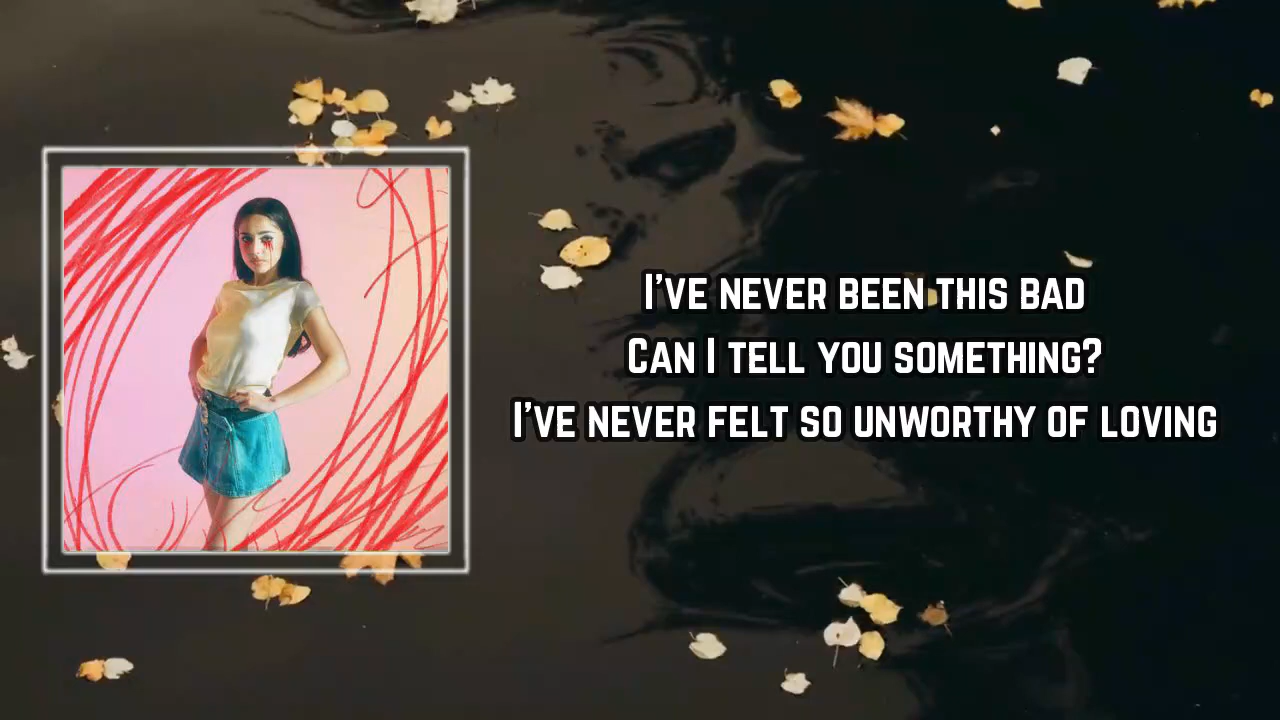 I'VE NEVER BEEN THIS BAD
CAN I TELL YOU SOMETHING?
I'VE NEVER FELT SO UNWORTHY OF LOVING